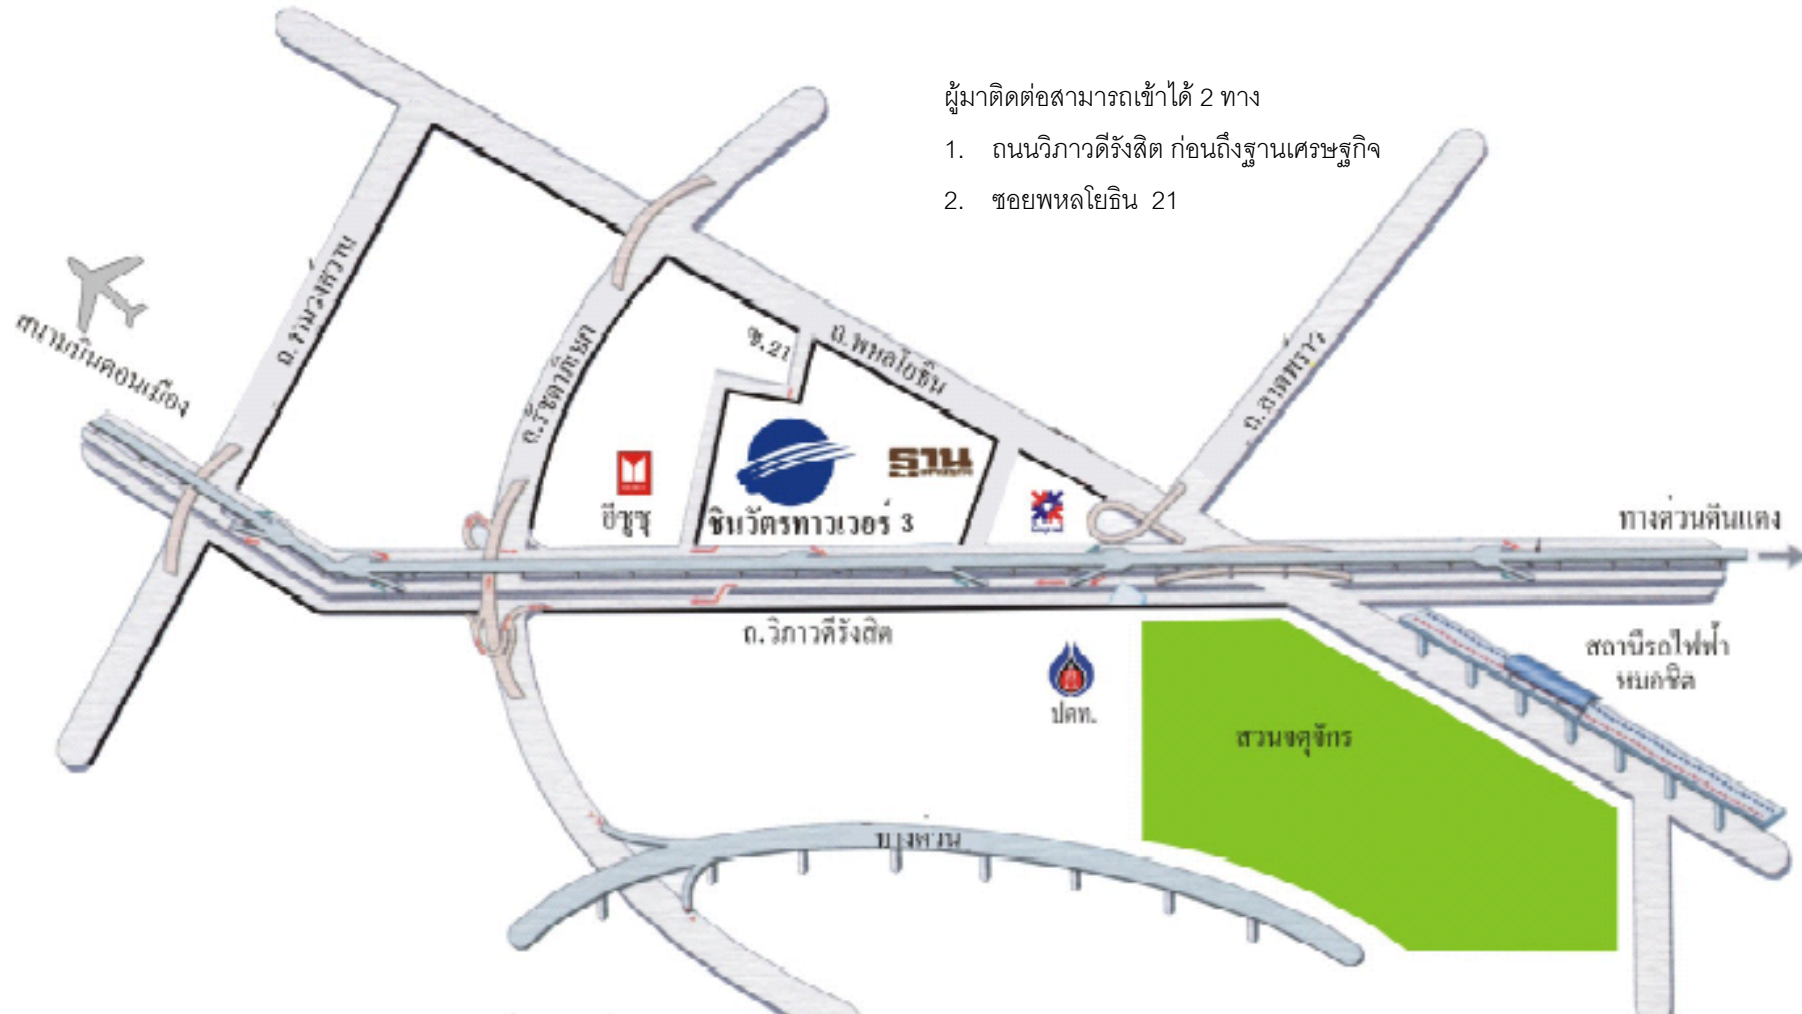 ผู้มาติดต่อสามารถเข้าได้ 2 ทาง
1. ถนนวิภาวดีรังสิต ก่อนถึงฐานเศรษฐกิจ
2. ซอยพหลโยธิน 21
สนามบินดอนเมือง
ถ.งามวงศ์วาน
ถ.รัชดาภิเษก
ซ.21
ถ.พหลโยธิน
ถ.ลาดพร้าว
ฐาน
อีซูซุ
ชินวัตรทาวเวอร์ 3
ทางด่วนดินแดง
ถ.วิภาวดีรังสิต
สถานีรถไฟฟ้า
หมอชิต
ปตท.
สวนจตุจักร
ทางด่วน